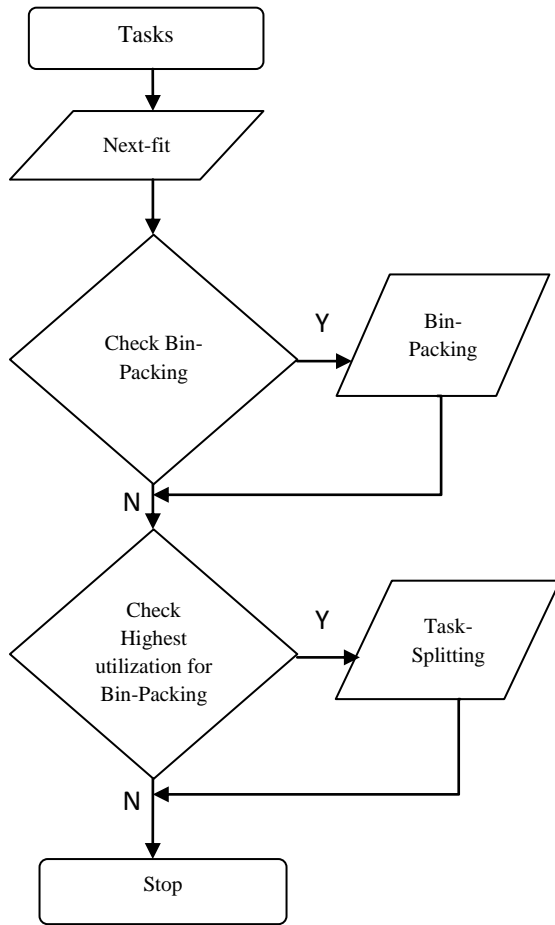 Tasks
Next-fit
Check Bin-
Packing
Y
Bin-
Packing
N
Check
Highest
utilization for
Bin-Packing
Y
Task-
Splitting
N
Stop